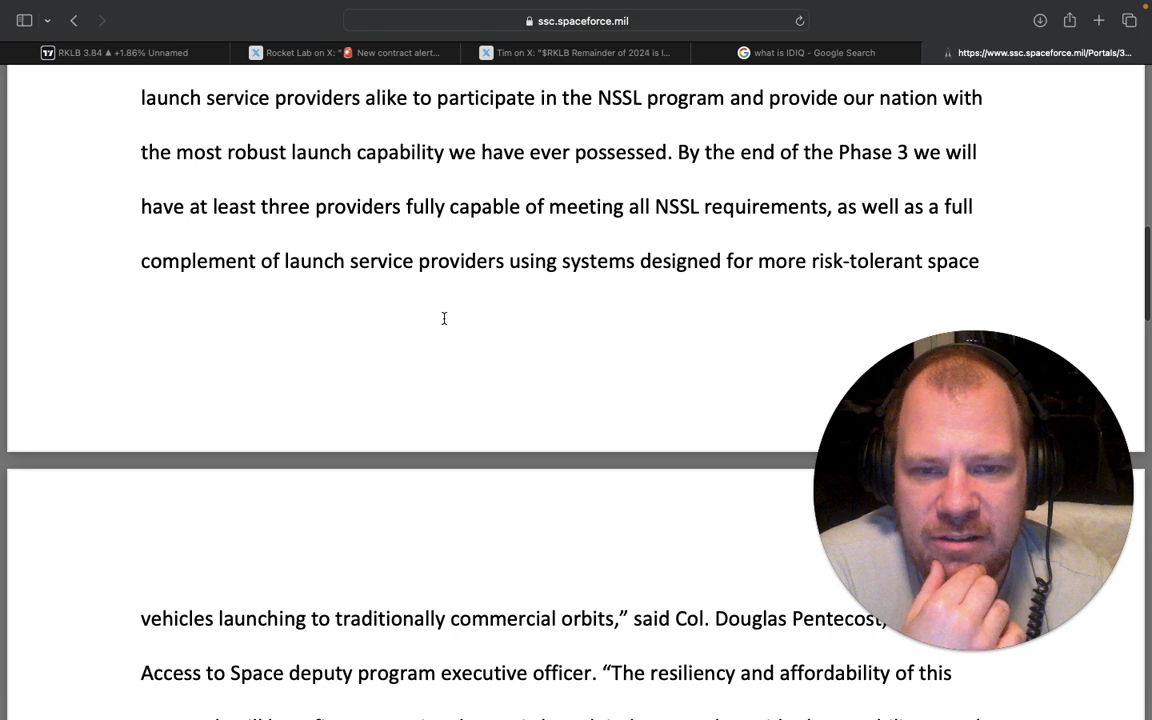 ssc.spaceforce.mil
RKLB 3.84 ▲ +1.86% Unnamed
Rocket Lab on X: "🚨 New contract alert...
Tim on X: "$RKLB Remainder of 2024 is l...
what is IDIQ - Google Search
https://www.ssc.spaceforce.mil/Portals/3...
launch service providers alike to participate in the NSSL program and provide our nation with
the most robust launch capability we have ever possessed. By the end of the Phase 3 we will
have at least three providers fully capable of meeting all NSSL requirements, as well as a full
complement of launch service providers using systems designed for more risk-tolerant space
vehicles launching to traditionally commercial orbits,” said Col. Douglas Pentecost,
Access to Space deputy program executive officer. “The resiliency and affordability of this